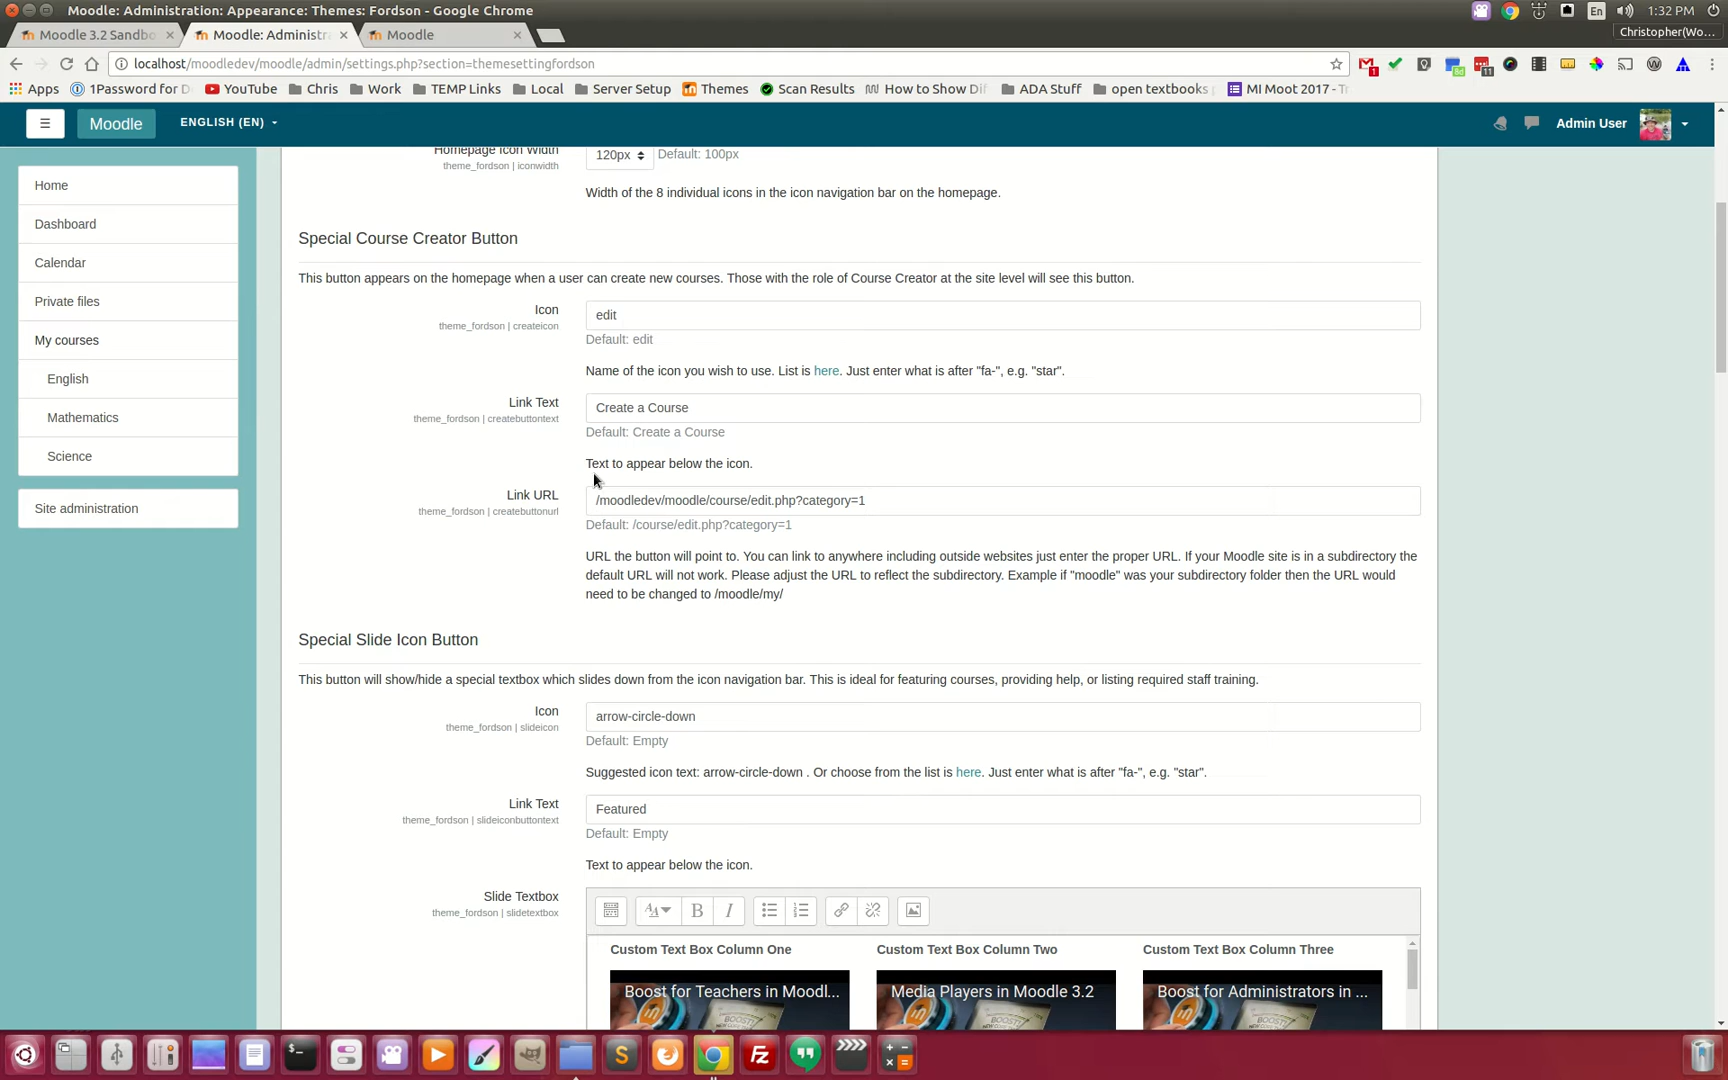 Moodle: Administration: Appearance: Themes: Fordson - Google Chrome
En
1:32 PM
Moodle 3.2 Sandbo
Moodle: Administra
Moodle
Christopher(Wo...
localhost/moodledev/moodle/admin/settings.php?section=themesettingfordson
Apps
1Password for D
YouTube
Chris
Work
TEMP Links
Local
Server Setup
Themes
Scan Results
How to Show Di
ADA Stuff
open textbooks
MI Moot 2017 - T
Moodle
ENGLISH (EN)
Admin User
Home
Dashboard
Calendar
Private files
My courses
English
Mathematics
Science
Site administration
Homepage Icon Width
theme_fordson | iconwidth
120px
Default: 100px
Width of the 8 individual icons in the icon navigation bar on the homepage.
Special Course Creator Button
This button appears on the homepage when a user can create new courses. Those with the role of Course Creator at the site level will see this button.
Icon
theme_fordson | createicon
edit
Default: edit
Name of the icon you wish to use. List is here. Just enter what is after "fa-", e.g. "star".
Link Text
theme_fordson | createbuttontext
Create a Course
Default: Create a Course
Text to appear below the icon.
Link URL
theme_fordson | createbuttonurl
/moodledev/moodle/course/edit.php?category=1
Default: /course/edit.php?category=1
URL the button will point to. You can link to anywhere including outside websites just enter the proper URL. If your Moodle site is in a subdirectory the
default URL will not work. Please adjust the URL to reflect the subdirectory. Example if "moodle" was your subdirectory folder then the URL would
need to be changed to /moodle/my/
Special Slide Icon Button
This button will show/hide a special textbox which slides down from the icon navigation bar. This is ideal for featuring courses, providing help, or listing required staff training.
Icon
theme_fordson | slideicon
arrow-circle-down
Default: Empty
Suggested icon text: arrow-circle-down . Or choose from the list is here. Just enter what is after "fa-", e.g. "star".
Link Text
theme_fordson | slideiconbuttontext
Featured
Default: Empty
Text to appear below the icon.
Slide Textbox
theme_fordson | slidetextbox
Custom Text Box Column One
Custom Text Box Column Two
Custom Text Box Column Three
Boost for Teachers in Moodl...
Media Players in Moodle 3.2
Boost for Administrators in ...